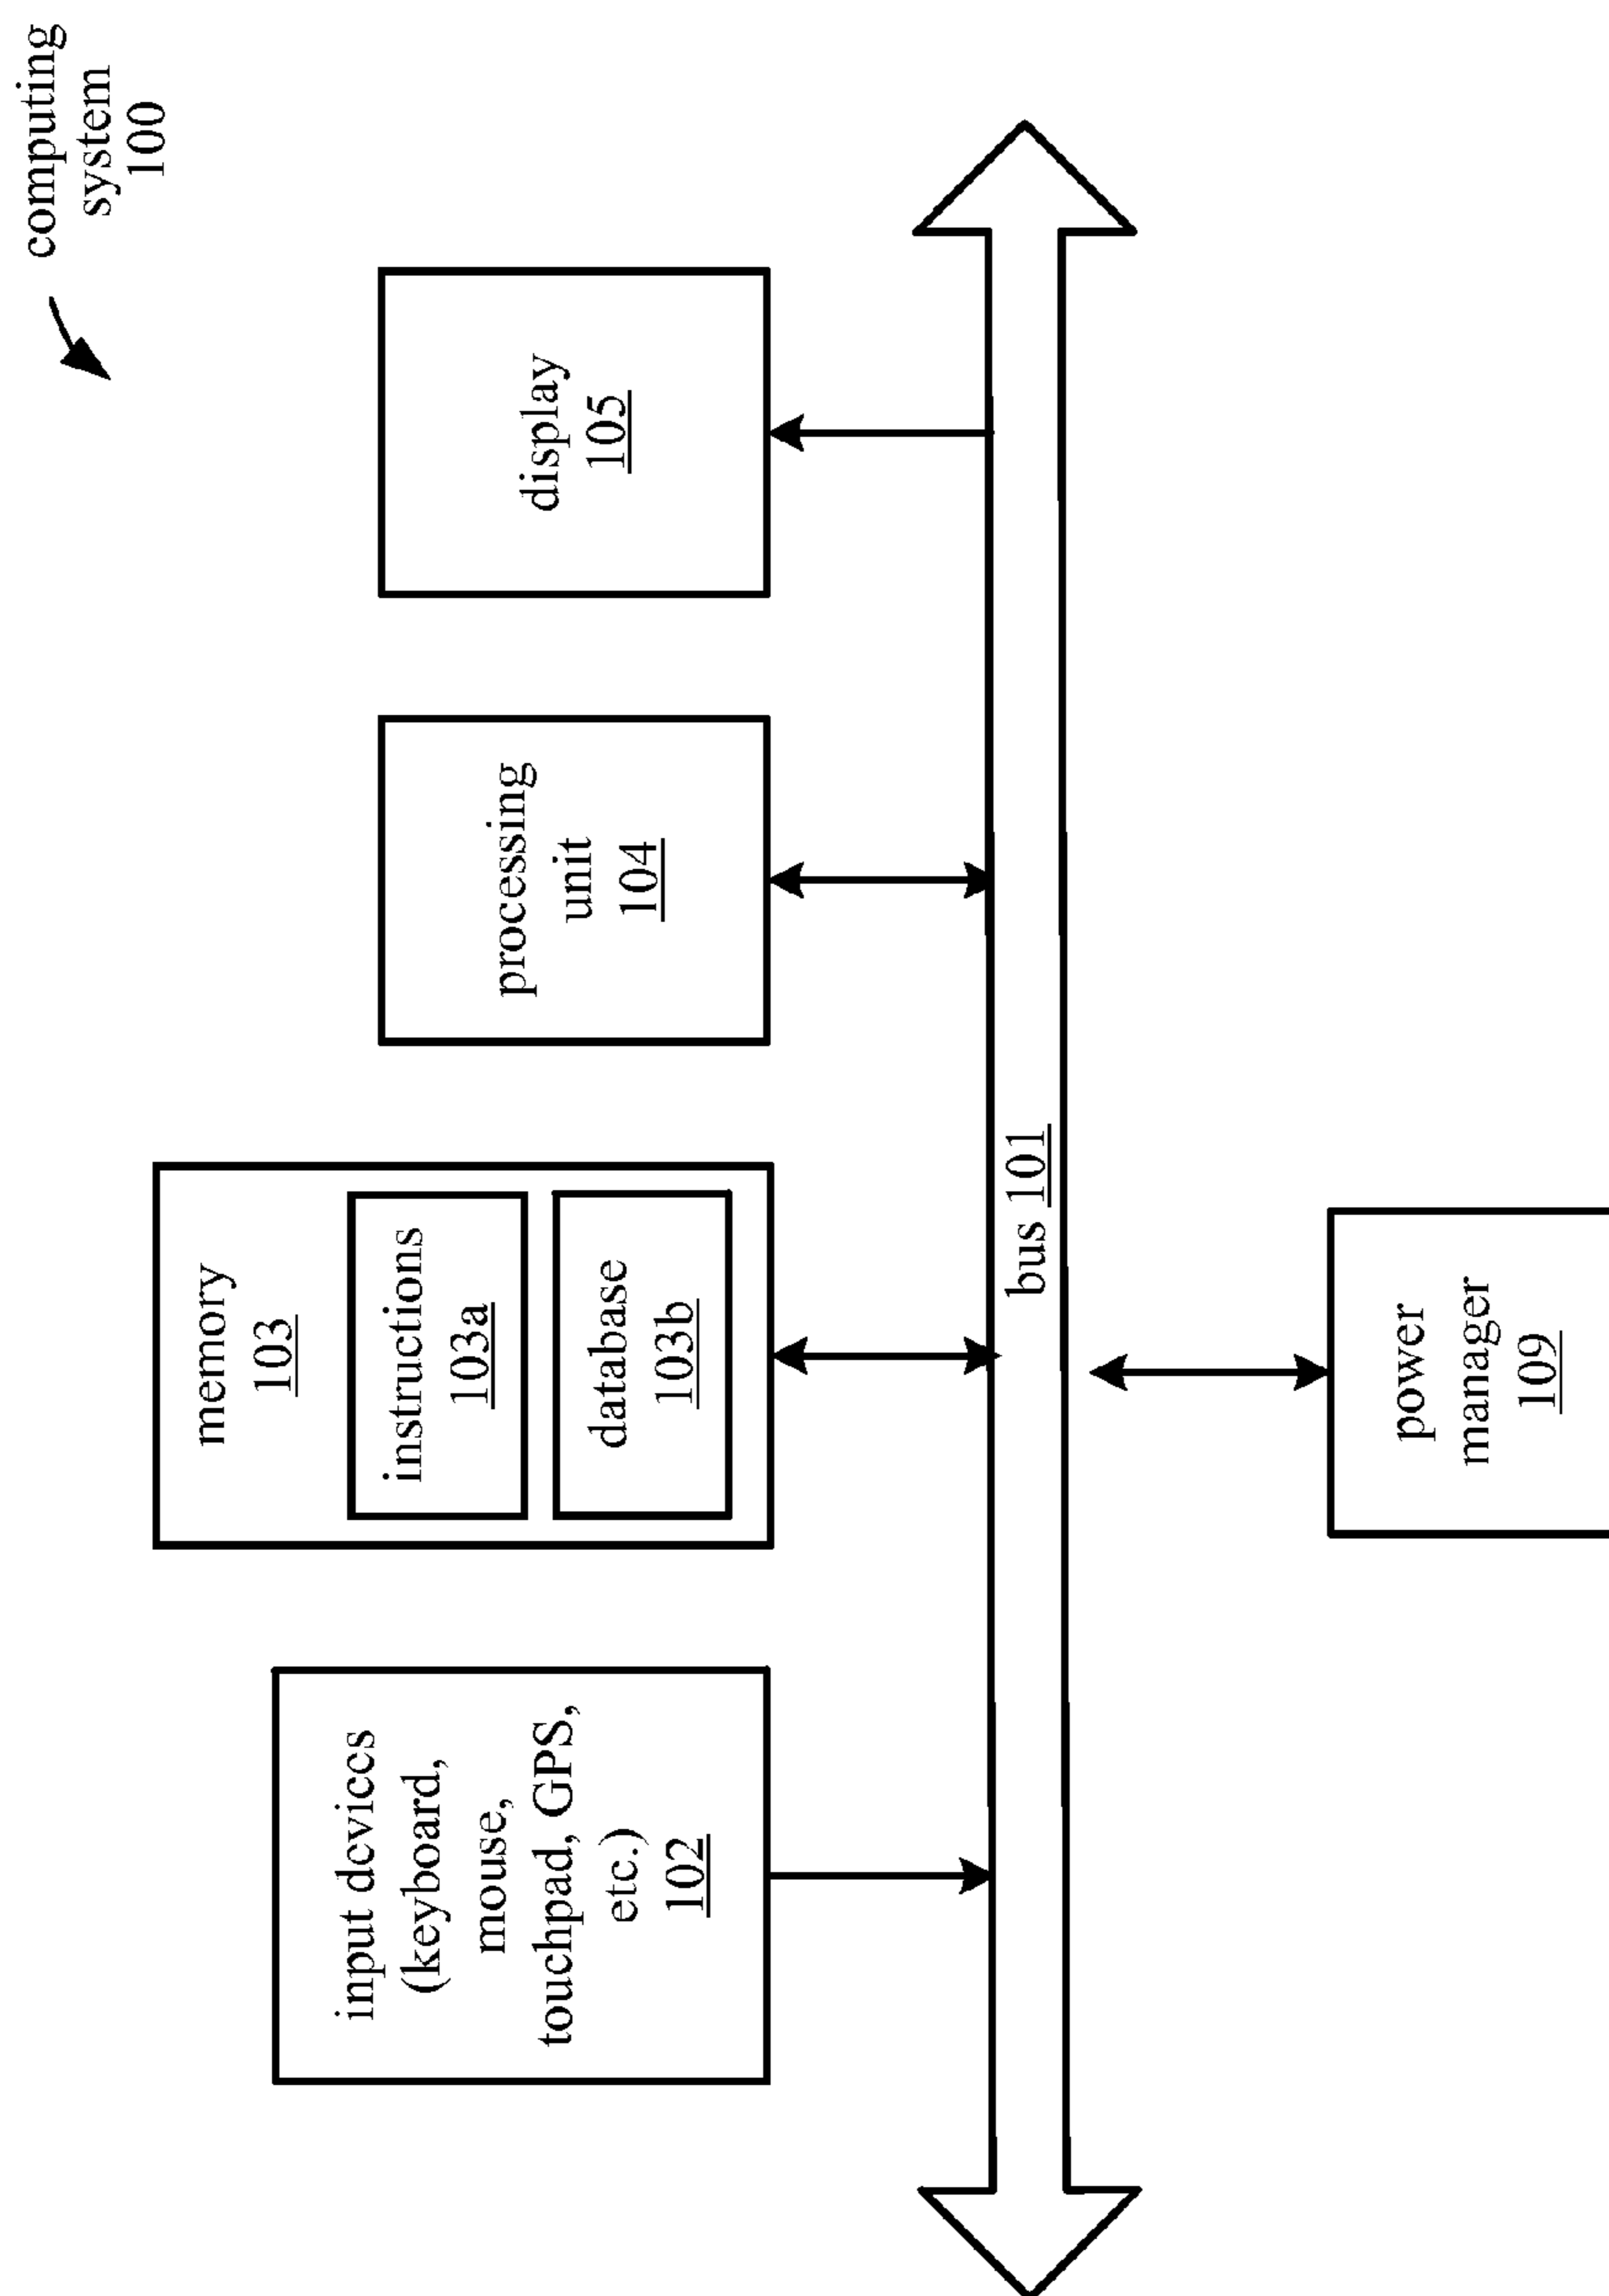 computing
system
100
input devices
(keyboard,
mouse,
touchpad, GPS,
etc.)
102
memory
103
instructions
103a
database
103b
processing
unit
104
display
105
bus 101
power
manager
109